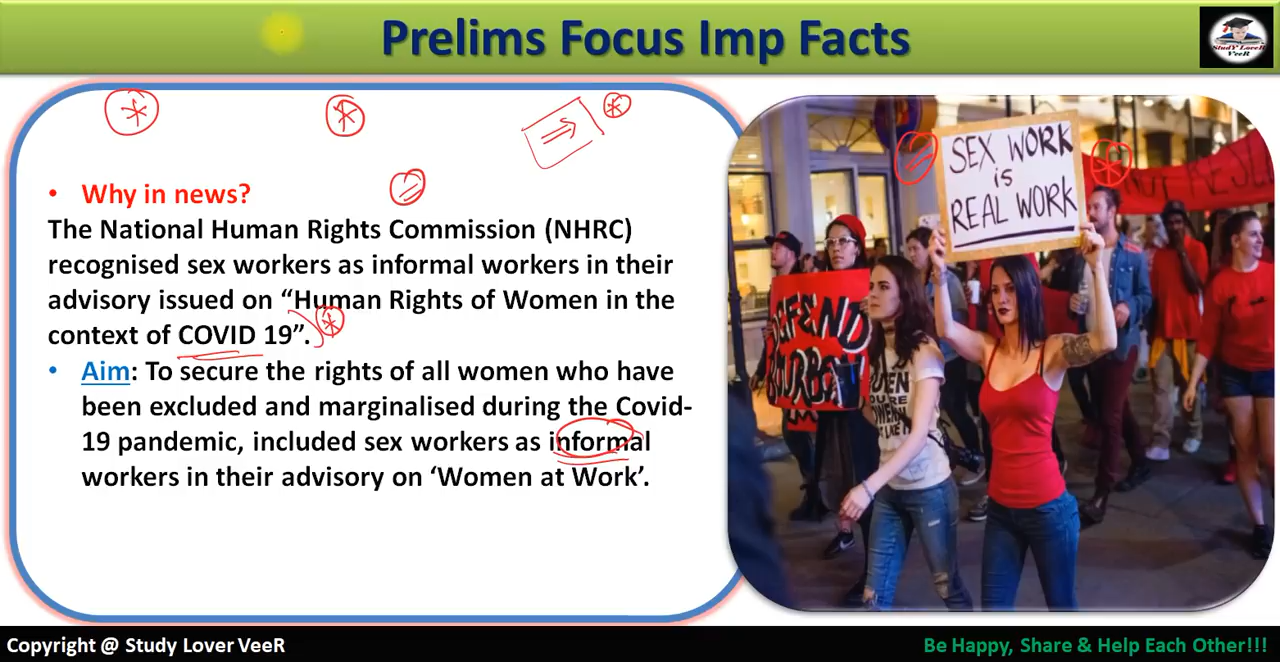 Prelims Focus Imp Facts
StudY LoveR
VeeR
• Why in news?
The National Human Rights Commission (NHRC)
recognised sex workers as informal workers in their
advisory issued on “Human Rights of Women in the
context of COVID 19”.
• Aim: To secure the rights of all women who have
been excluded and marginalised during the Covid-
19 pandemic, included sex workers as informal
workers in their advisory on ‘Women at Work’.
SEX WORK
is
REAL WORK
DEFEND
Copyright @ Study Lover VeeR
Be Happy, Share & Help Each Other!!!